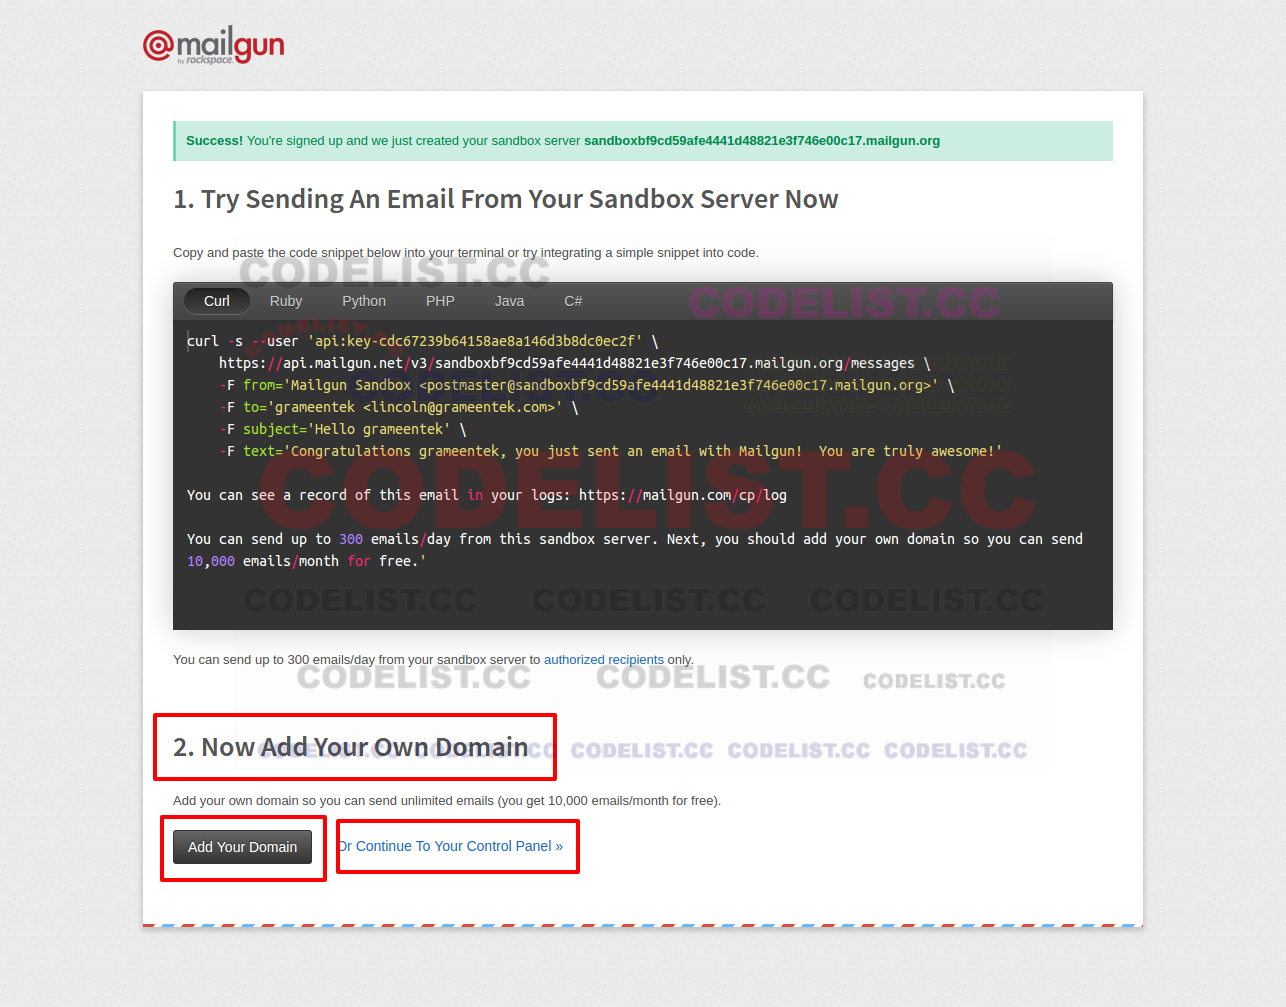 @mailgun
by rackspace
Success! You're signed up and we just created your sandbox server sandboxbf9cd59afe4441d48821e3f746e00c17.mailgun.org
1. Try Sending An Email From Your Sandbox Server Now
Copy and paste the code snippet below into your terminal or try integrating a simple snippet into code.
CODELIST.CC
Curl Ruby Python PHP Java C#
CODELIST.CC
CODELIST.CC
curl -s --user 'api:key-cdc67239b64158ae8a146d3b8dc0ec2f' \
https://api.mailgun.net/v3/sandboxbf9cd59afe4441d48821e3f746e00c17.mailgun.org/messages \
-F from='Mailgun Sandbox <postmaster@sandboxbf9cd59afe4441d48821e3f746e00c17.mailgun.org>' \
CODELIST.CC
-F to='grameentek <lincoln@grameentek.com>' \
-F subject='Hello grameentek' \
-F text='Congratulations grameentek, you just sent an email with Mailgun!  You are truly awesome!'
CODELIST.CC
You can see a record of this email in your logs: https://mailgun.com/cp/log
You can send up to 300 emails/day from this sandbox server. Next, you should add your own domain so you can send
10,000 emails/month for free.'
CODELIST.CC CODELIST.CC CODELIST.CC
You can send up to 300 emails/day from your sandbox server to authorized recipients only.
CODELIST.CC CODELIST.CC CODELIST.CC
2. Now Add Your Own Domain
CODELIST.CC CODELIST.CC CODELIST.CC CODELIST.CC CODELIST.CC
Add your own domain so you can send unlimited emails (you get 10,000 emails/month for free).
Add Your Domain Or Continue To Your Control Panel »